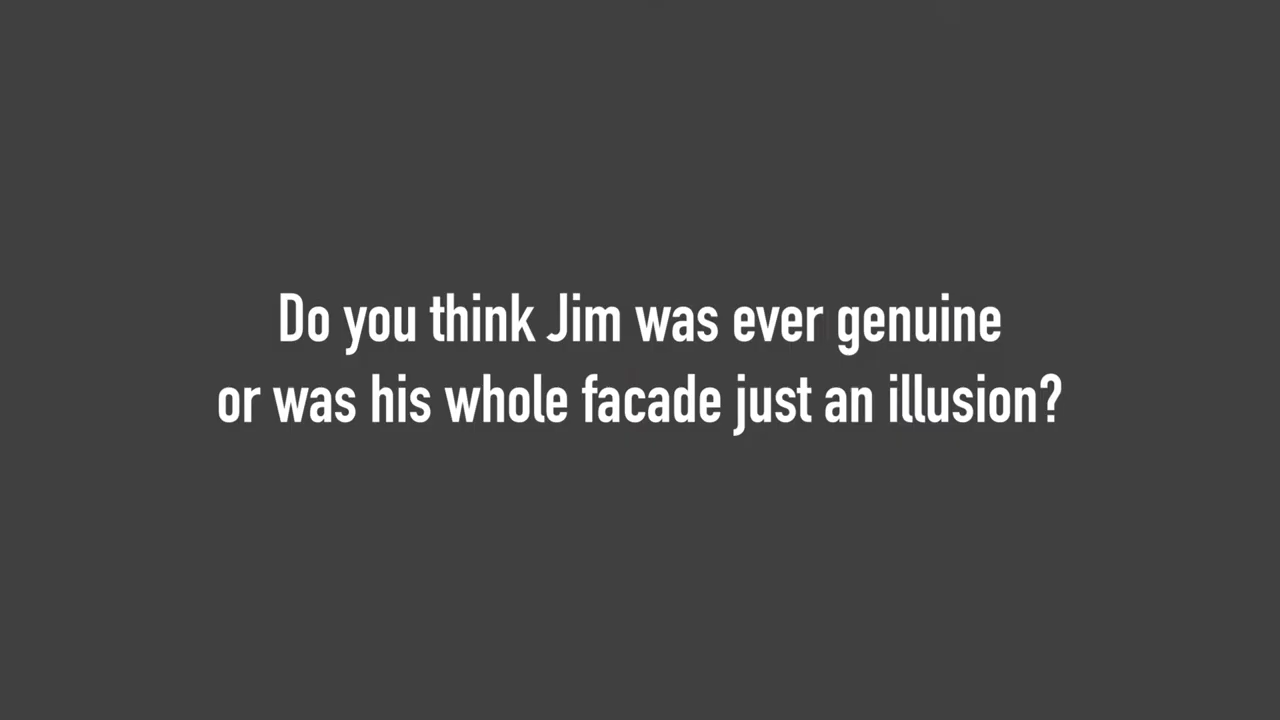 Do you think Jim was ever genuine
or was his whole facade just an illusion?